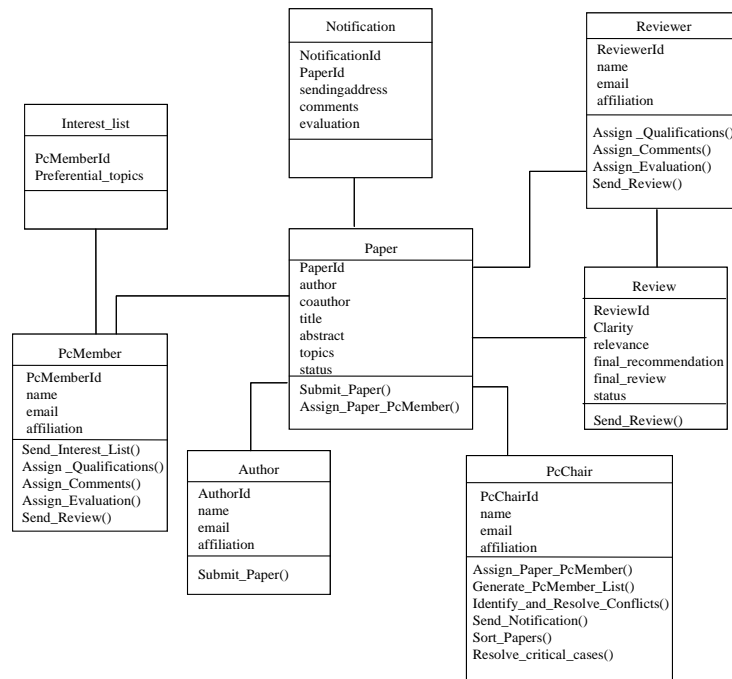 Notification
NotificationId
PaperId
sendingaddress
comments
evaluation
Reviewer
ReviewerId
name
email
affiliation
Assign _Qualifications()
Assign_Comments()
Assign_Evaluation()
Send_Review()
Interest_list
PcMemberId
Preferential_topics
Paper
PaperId
author
coauthor
title
abstract
topics
status
Submit_Paper()
Assign_Paper_PcMember()
Review
ReviewId
Clarity
relevance
final_recommendation
final_review
status
Send_Review()
PcMember
PcMemberId
name
email
affiliation
Send_Interest_List()
Assign _Qualifications()
Assign_Comments()
Assign_Evaluation()
Send_Review()
Author
AuthorId
name
email
affiliation
Submit_Paper()
PcChair
PcChairId
name
email
affiliation
Assign_Paper_PcMember()
Generate_PcMember_List()
Identify_and_Resolve_Conflicts()
Send_Notification()
Sort_Papers()
Resolve_critical_cases()